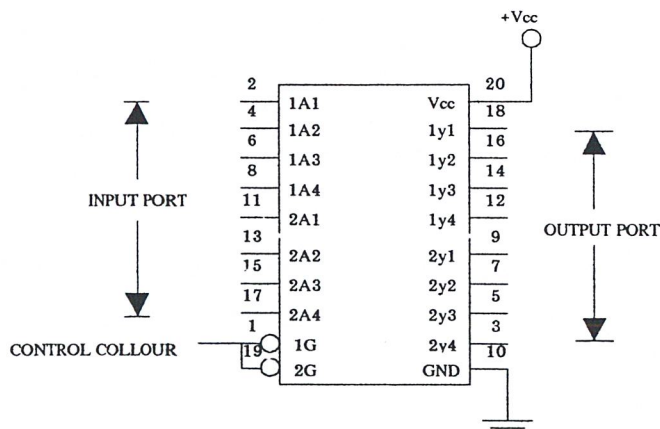 +Vcc
2
1A1
4
1A2
6
1A3
8
1A4
11
2A1
13
2A2
15
2A3
17
2A4
1
1G
19
2G
INPUT PORT
CONTROL COLLOUR
20
Vcc
18
1y1
16
1y2
14
1y3
12
1y4
9
2y1
7
2y2
5
2y3
3
2y4
10
GND
OUTPUT PORT